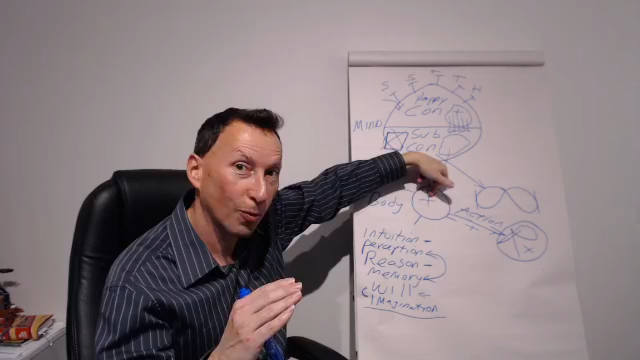 S S T T H
Happy
Con +
MIND
Sub
Con
Body
+
ACTION
+
X
Intuition -
perception
Reason -
memory
Will
Imagination